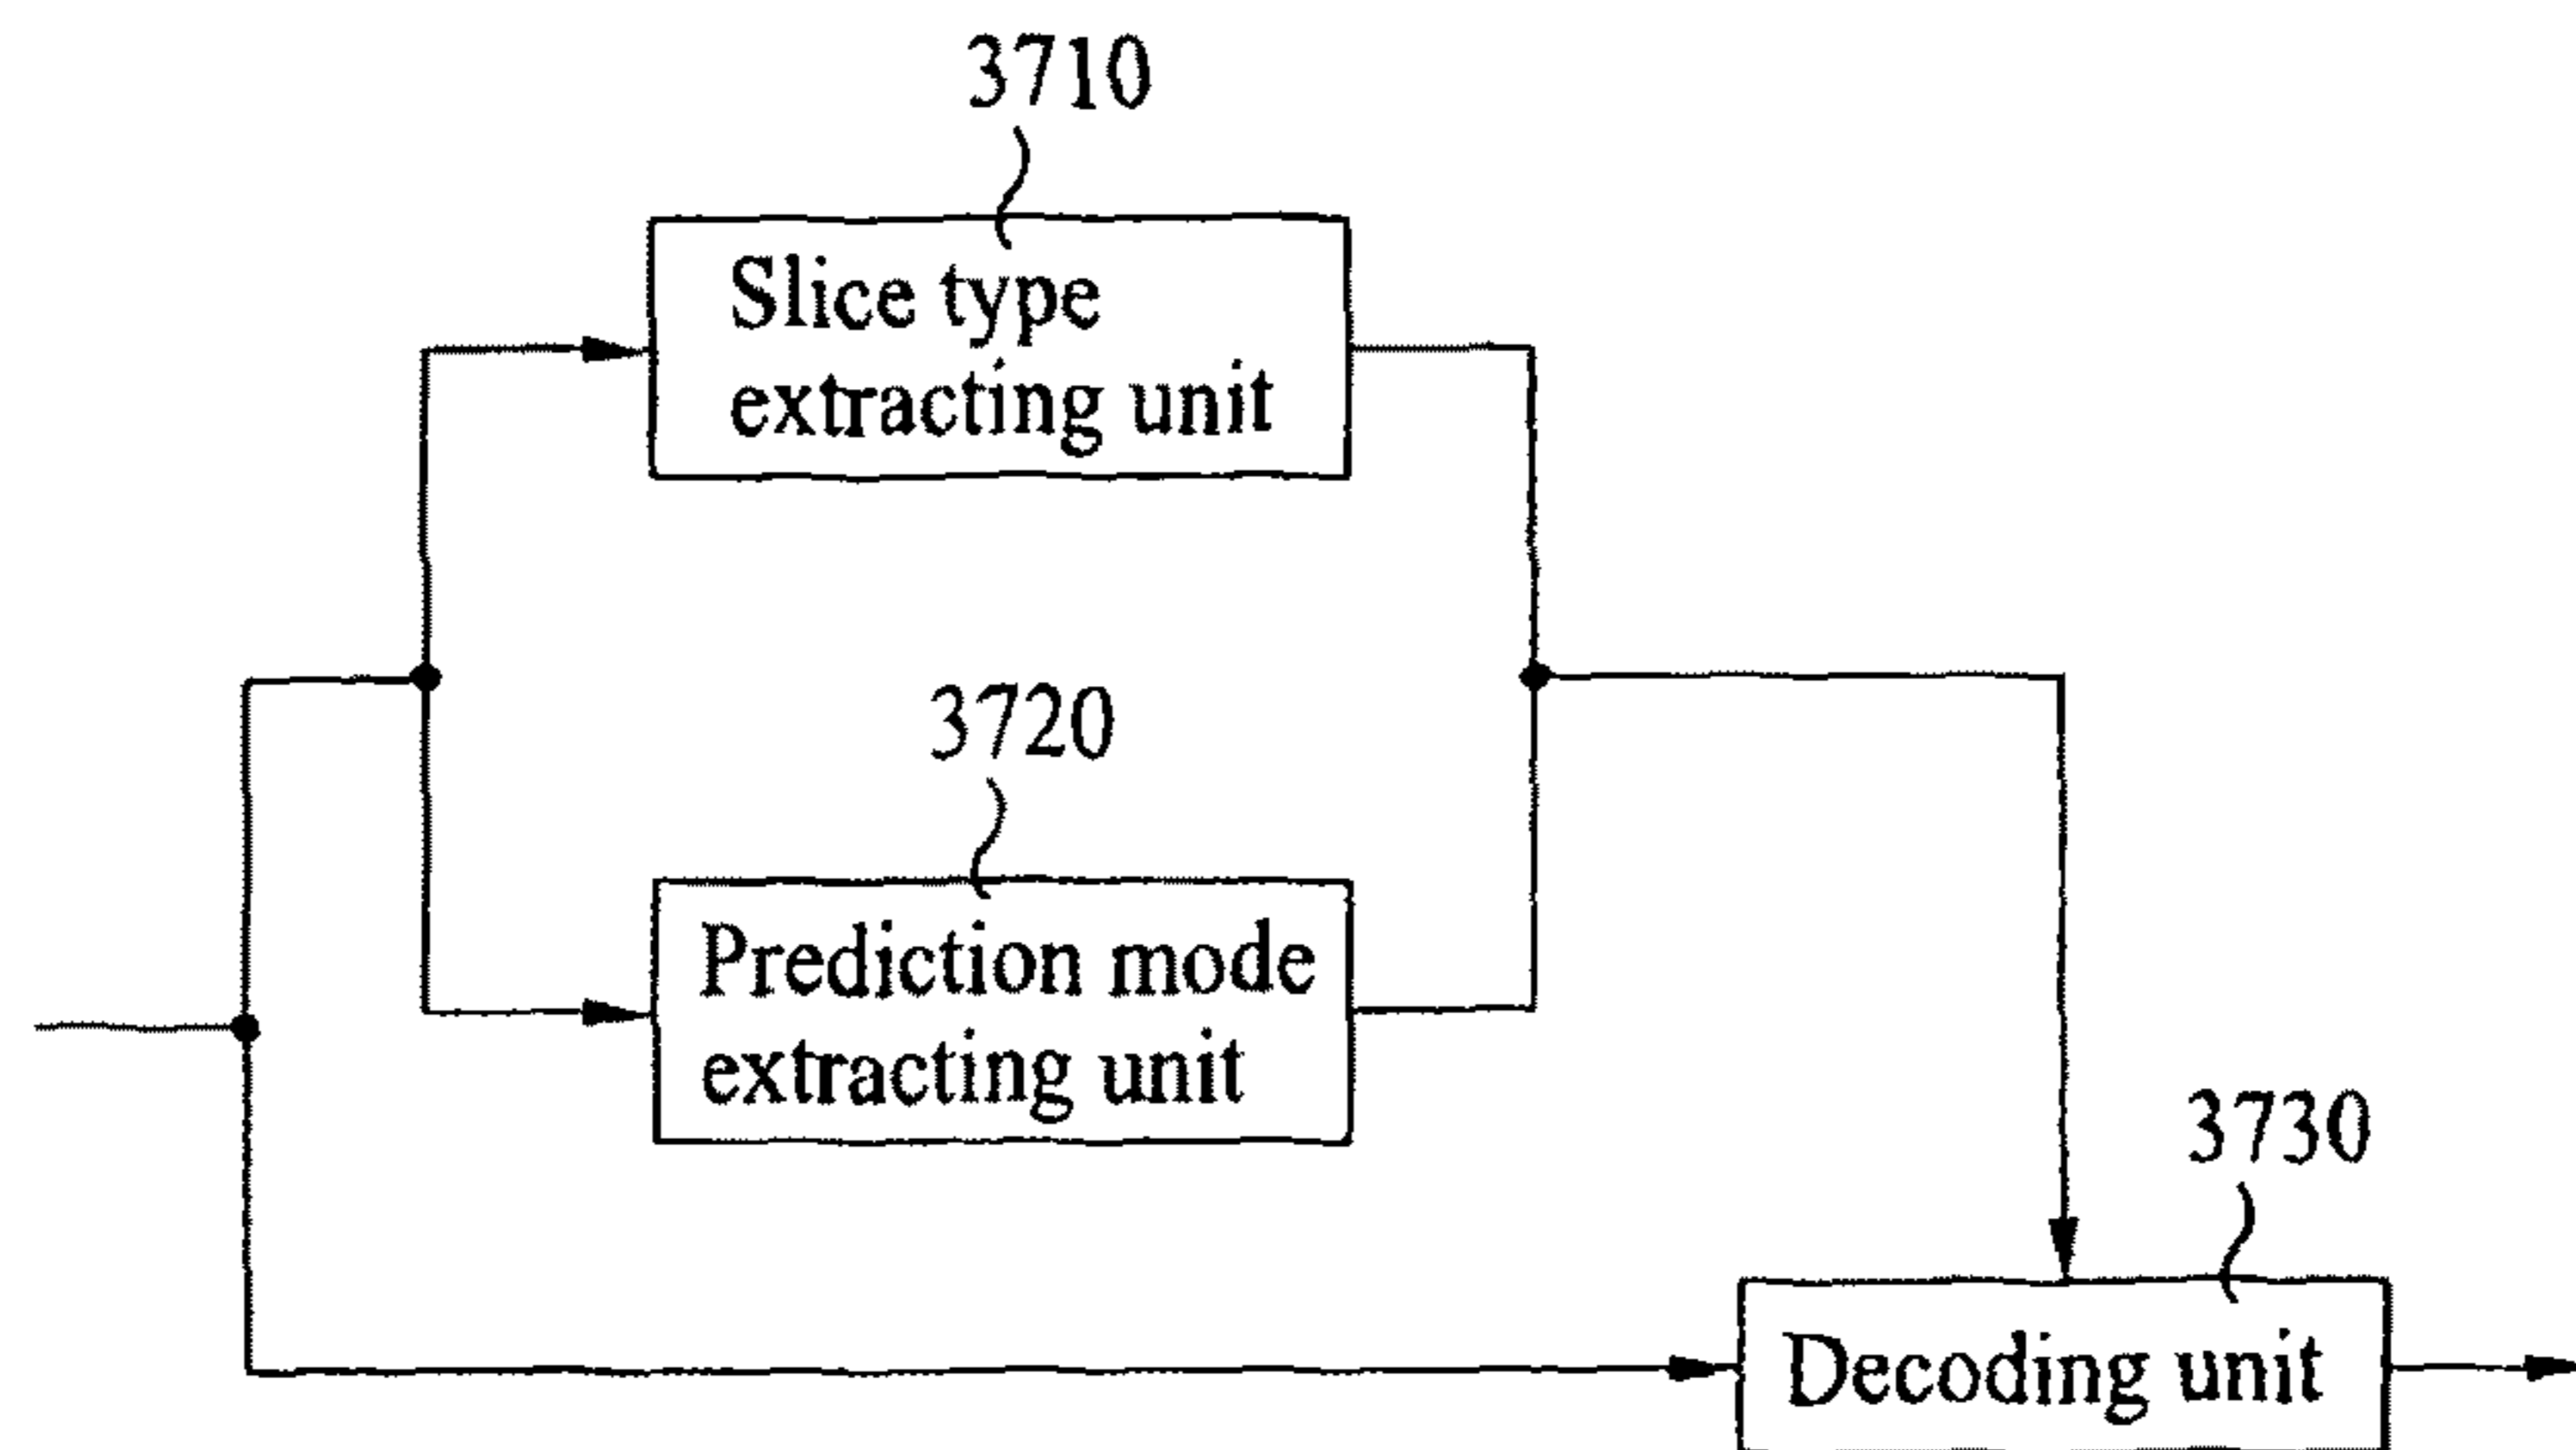 3710
Slice type
extracting unit
3720
Prediction mode
extracting unit
3730
Decoding unit